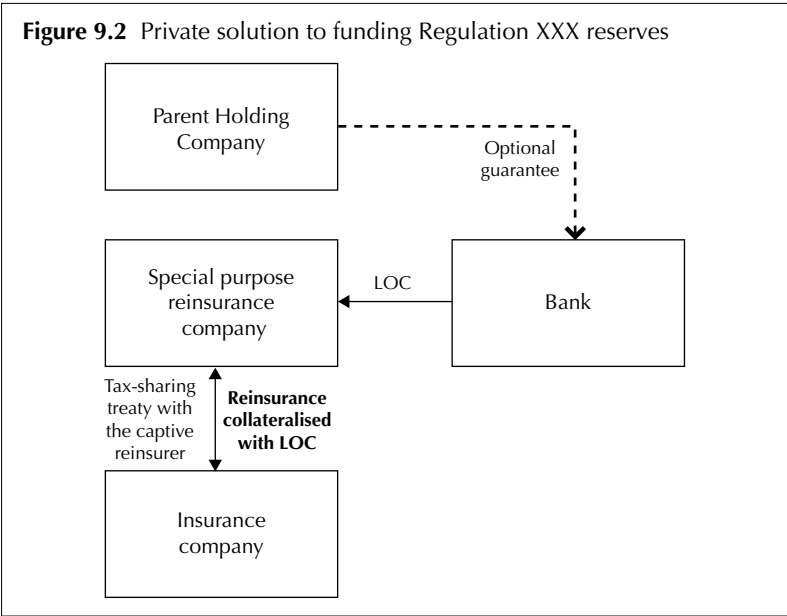 Figure 9.2 Private solution to funding Regulation XXX reserves
Parent Holding
Company
Optional
guarantee
Special purpose
reinsurance
company
LOC
Bank
Tax-sharing
treaty with
the captive
reinsurer
Reinsurance
collateralised
with LOC
Insurance
company